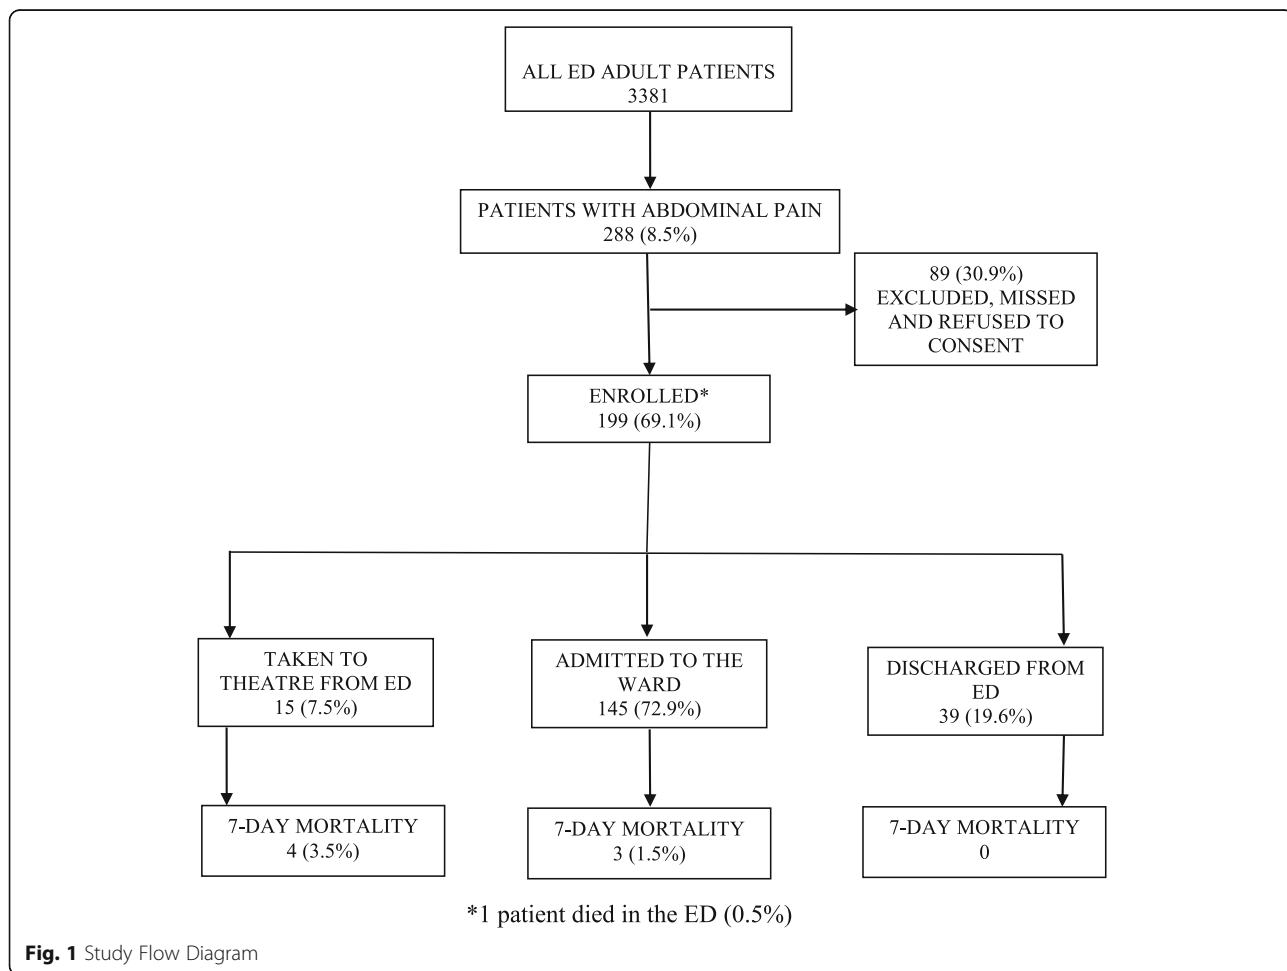 ALL ED ADULT PATIENTS
3381
PATIENTS WITH ABDOMINAL PAIN
288 (8.5%)
89 (30.9%)
EXCLUDED, MISSED
AND REFUSED TO
CONSENT
ENROLLED*
199 (69.1%)
TAKEN TO
THEATRE FROM ED
15 (7.5%)
ADMITTED TO THE
WARD
145 (72.9%)
DISCHARGED FROM
ED
39 (19.6%)
7-DAY MORTALITY
4 (3.5%)
7-DAY MORTALITY
3 (1.5%)
7-DAY MORTALITY
0
*1 patient died in the ED (0.5%)
Fig. 1 Study Flow Diagram